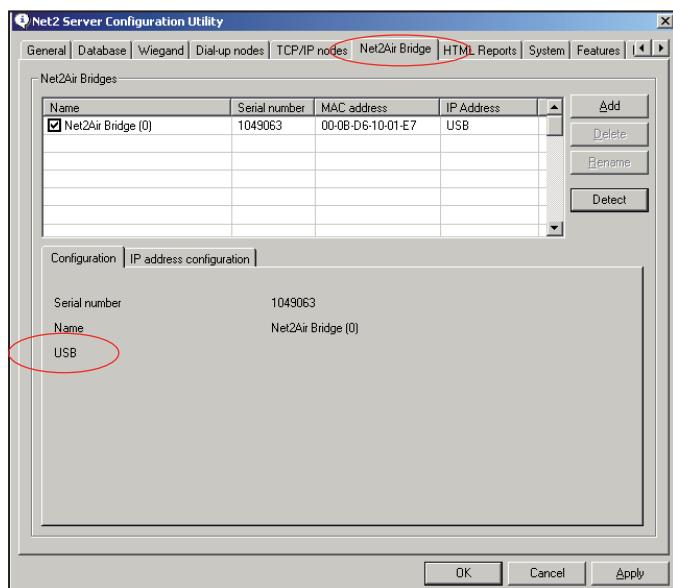 Net2 Server Configuration Utility
General Database Wiegand Dial-up nodes TCP/IP nodes Net2Air Bridge HTML Reports System Features
Net2Air Bridges
Name Serial number MAC address IP Address
Net2Air Bridge (0) 1049063 00-0B-D6-10-01-E7 USB
Add
Delete
Rename
Detect
Configuration IP address configuration
Serial number 1049063
Name Net2Air Bridge (0)
USB
OK Cancel Apply